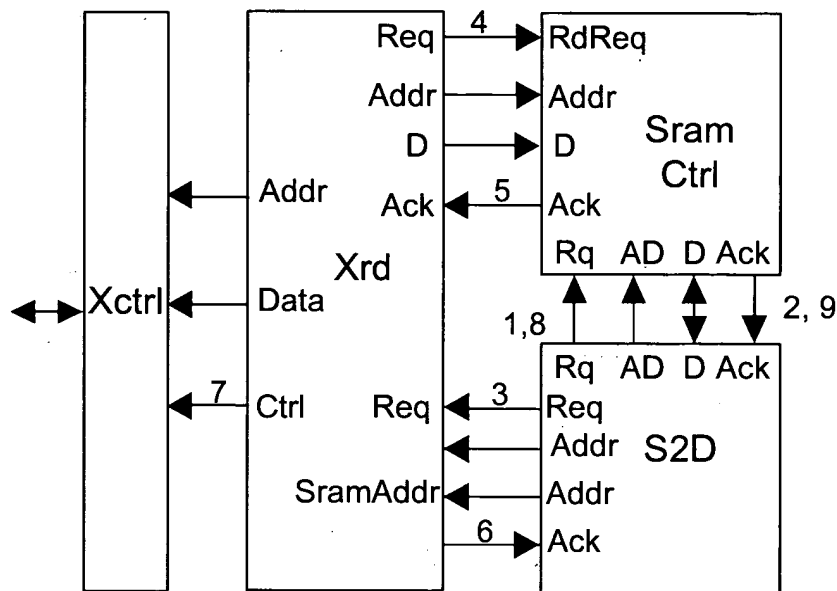 Req 4 RdReq
Addr Addr
Sram
D D
Ctrl
Addr Ack 5 Ack
Rq AD D Ack
Xrd
Xctrl Data
1,8 2, 9
Rq AD D Ack
7 Ctrl Req 3 Req
Addr S2D
SramAddr Addr
6 Ack